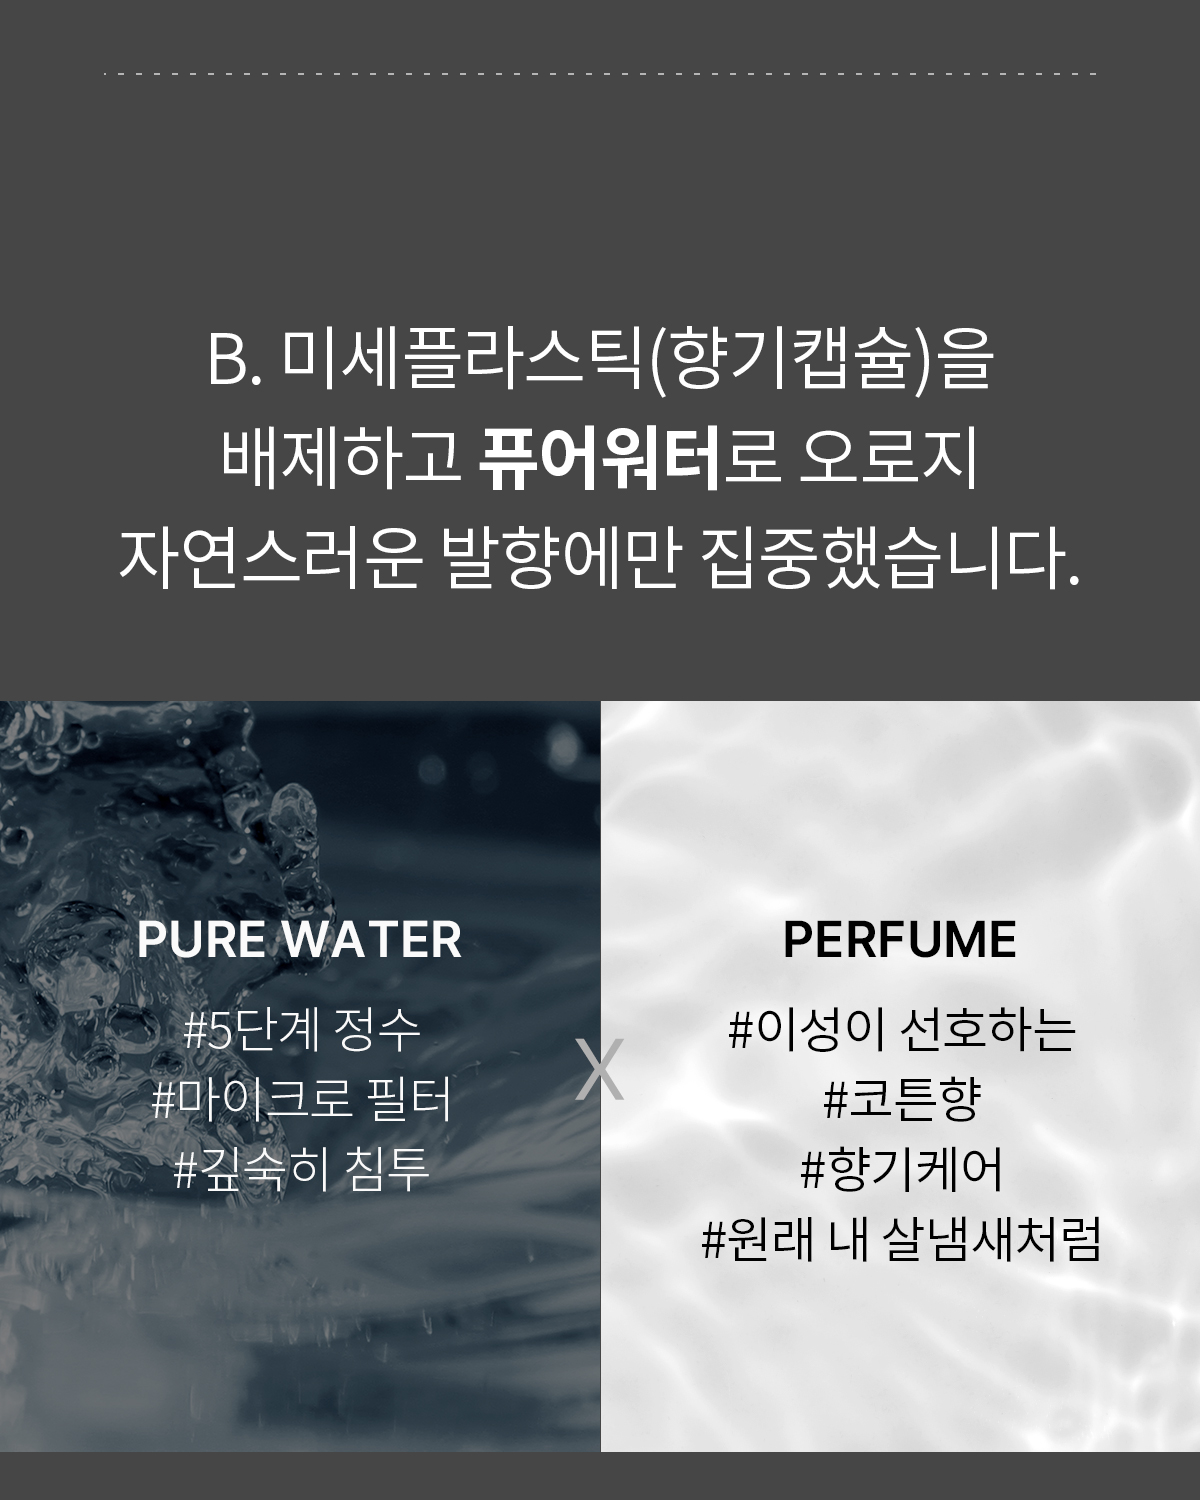 B. 미세플라스틱(향기캡슐)을
배제하고 퓨어워터로 오로지
자연스러운 발향에만 집중했습니다.
PURE WATER
#5단계 정수
#마이크로 필터
#깊숙히 침투
X
PERFUME
#이성이 선호하는
#코튼향
#향기케어
#원래 내 살냄새처럼